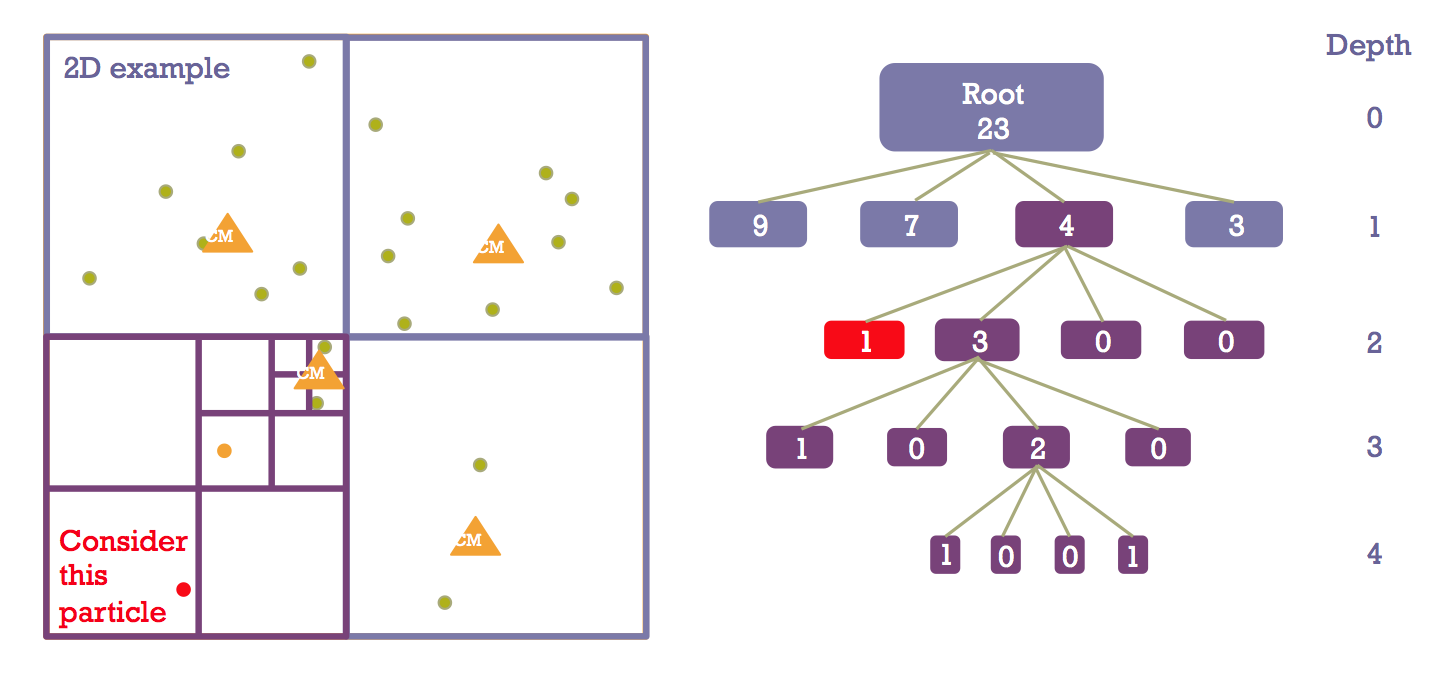 2D example
CM
CM
CM
CM
Consider
this
particle
Depth
Root
23
0
9 7 4 3
1
1 3 0 0
2
1 0 2 0
3
1 0 0 1
4